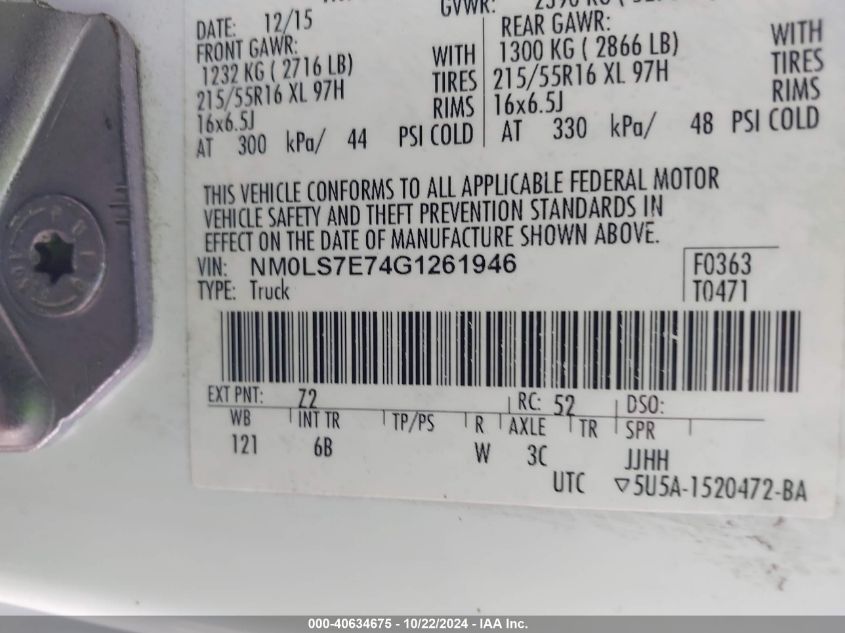 GVWR:
DATE: 12/15
FRONT GAWR: WITH
1232 KG ( 2716 LB) TIRES
215/55R16 XL 97H RIMS
16x6.5J
AT 300 kPa/ 44 PSI COLD
REAR GAWR: WITH
1300 KG ( 2866 LB) TIRES
215/55R16 XL 97H RIMS
16x6.5J
AT 330 kPa/ 48 PSI COLD
THIS VEHICLE CONFORMS TO ALL APPLICABLE FEDERAL MOTOR
VEHICLE SAFETY AND THEFT PREVENTION STANDARDS IN
EFFECT ON THE DATE OF MANUFACTURE SHOWN ABOVE.
VIN: NM0LS7E74G1261946 F0363
TYPE: Truck T0471
EXT PNT: Z2 RC: 52 DSO:
WB INT TR TP/PS R AXLE TR SPR
121 6B W 3C JJHH
UTC ▽5U5A-1520472-BA
000-40634675 - 10/22/2024 - IAA Inc.